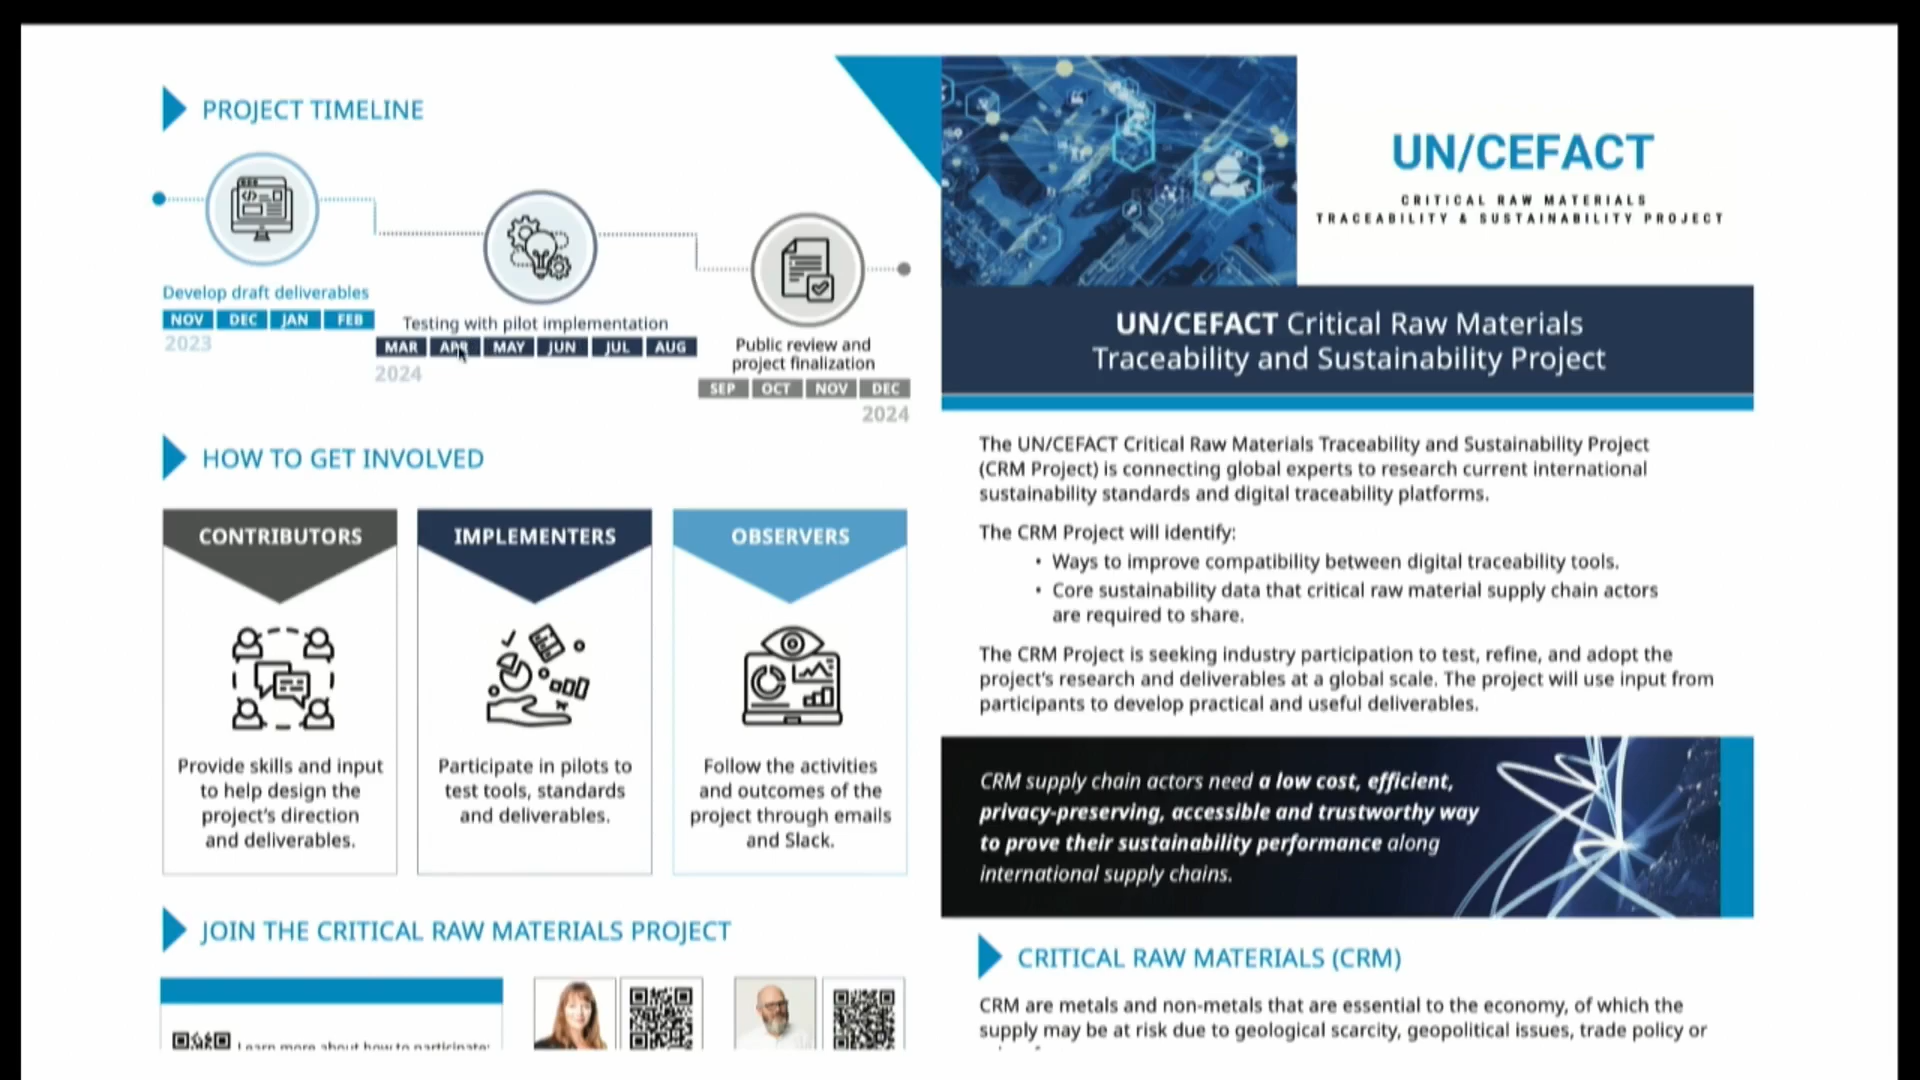 PROJECT TIMELINE
Develop draft deliverables
NOV DEC JAN FEB
2023
Testing with pilot implementation
MAR APR MAY JUN JUL AUG
2024
Public review and
project finalization
SEP OCT NOV DEC
2024
HOW TO GET INVOLVED
CONTRIBUTORS
Provide skills and input
to help design the
project's direction
and deliverables.
IMPLEMENTERS
Participate in pilots to
test tools, standards
and deliverables.
OBSERVERS
Follow the activities
and outcomes of the
project through emails
and Slack.
JOIN THE CRITICAL RAW MATERIALS PROJECT
Learn more about how to participate:
UN/CEFACT
CRITICAL RAW MATERIALS
TRACEABILITY & SUSTAINABILITY PROJECT
UN/CEFACT Critical Raw Materials
Traceability and Sustainability Project
The UN/CEFACT Critical Raw Materials Traceability and Sustainability Project
(CRM Project) is connecting global experts to research current international
sustainability standards and digital traceability platforms.
The CRM Project will identify:
• Ways to improve compatibility between digital traceability tools.
• Core sustainability data that critical raw material supply chain actors
are required to share.
The CRM Project is seeking industry participation to test, refine, and adopt the
project's research and deliverables at a global scale. The project will use input from
participants to develop practical and useful deliverables.
CRM supply chain actors need a low cost, efficient,
privacy-preserving, accessible and trustworthy way
to prove their sustainability performance along
international supply chains.
CRITICAL RAW MATERIALS (CRM)
CRM are metals and non-metals that are essential to the economy, of which the
supply may be at risk due to geological scarcity, geopolitical issues, trade policy or